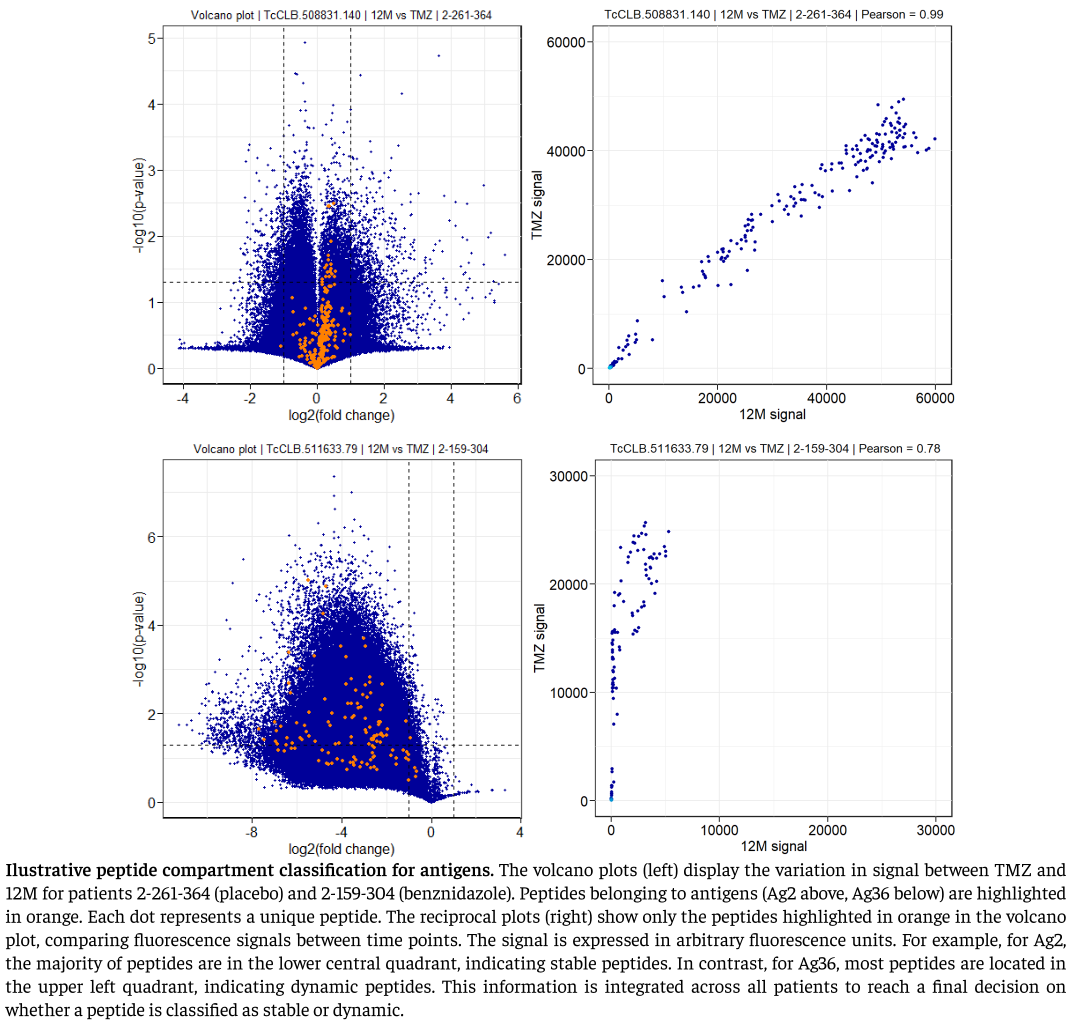 Volcano plot | TcCLB.508831.140 | 12M vs TMZ | 2-261-364
5
4
3
2
1
0
-log10(p-value)
-4
-2
0
2
4
6
log2(fold change)
TcCLB.508831.140 | 12M vs TMZ | 2-261-364 | Pearson = 0.99
60000
40000
20000
0
TMZ signal
0
20000
40000
60000
12M signal
Volcano plot | TcCLB.511633.79 | 12M vs TMZ | 2-159-304
6
4
2
0
-log10(p-value)
-8
-4
0
4
log2(fold change)
TcCLB.511633.79 | 12M vs TMZ | 2-159-304 | Pearson = 0.78
30000
20000
10000
0
TMZ signal
0
10000
20000
30000
12M signal
Ilustrative peptide compartment classification for antigens. The volcano plots (left) display the variation in signal between TMZ and
12M for patients 2-261-364 (placebo) and 2-159-304 (benznidazole). Peptides belonging to antigens (Ag2 above, Ag36 below) are highlighted
in orange. Each dot represents a unique peptide. The reciprocal plots (right) show only the peptides highlighted in orange in the volcano
plot, comparing fluorescence signals between time points. The signal is expressed in arbitrary fluorescence units. For example, for Ag2,
the majority of peptides are in the lower central quadrant, indicating stable peptides. In contrast, for Ag36, most peptides are located in
the upper left quadrant, indicating dynamic peptides. This information is integrated across all patients to reach a final decision on
whether a peptide is classified as stable or dynamic.